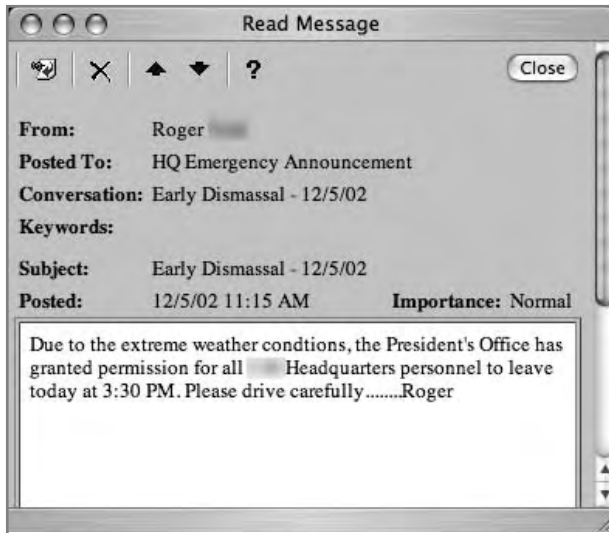 Read Message
? Close
From: Roger
Posted To: HQ Emergency Announcement
Conversation: Early Dismassal - 12/5/02
Keywords:
Subject: Early Dismassal - 12/5/02
Posted: 12/5/02 11:15 AM Importance: Normal
Due to the extreme weather condtions, the President's Office has
granted permission for all Headquarters personnel to leave
today at 3:30 PM. Please drive carefully........Roger